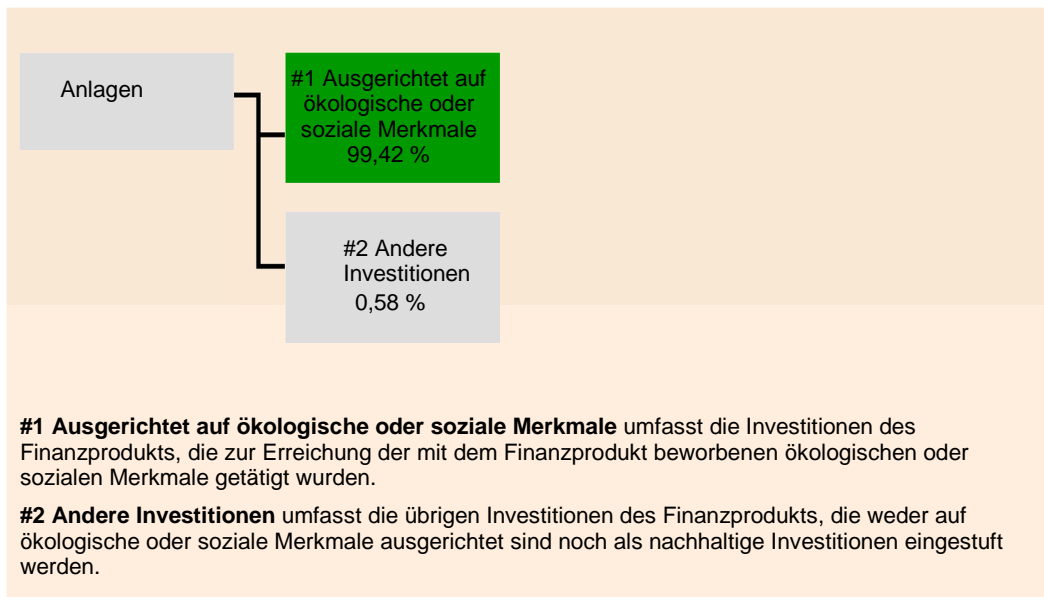 Anlagen
#1 Ausgerichtet auf
ökologische oder
soziale Merkmale
99,42 %
#2 Andere
Investitionen
0,58 %
#1 Ausgerichtet auf ökologische oder soziale Merkmale umfasst die Investitionen des
Finanzprodukts, die zur Erreichung der mit dem Finanzprodukt beworbenen ökologischen oder
sozialen Merkmale getätigt wurden.
#2 Andere Investitionen umfasst die übrigen Investitionen des Finanzprodukts, die weder auf
ökologische oder soziale Merkmale ausgerichtet sind noch als nachhaltige Investitionen eingestuft
werden.